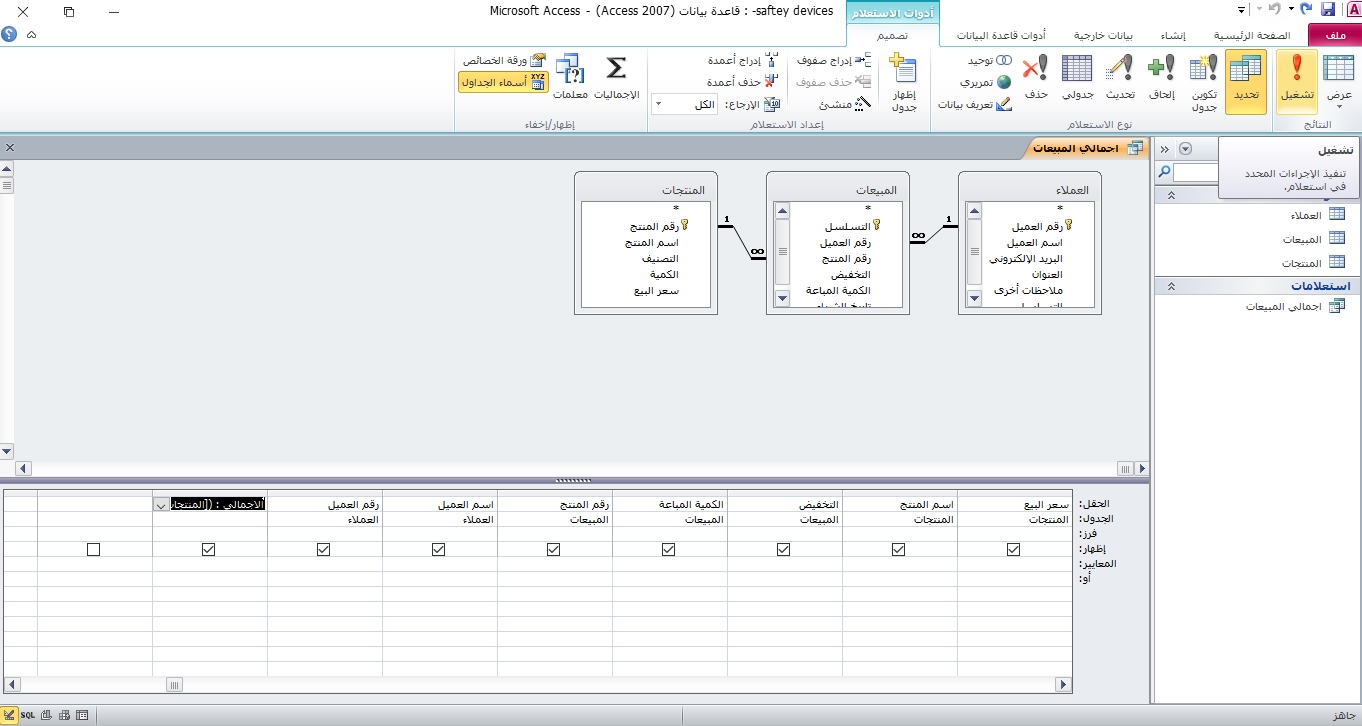 saftey devices- : قاعدة بيانات (Access 2007) - Microsoft Access
أدوات الاستعلام
ملف
الصفحة الرئيسية
إنشاء
بيانات خارجية
أدوات قاعدة البيانات
تصميم
عرض
تشغيل
النتائج
تحديد
تكوين جدول
إلحاق
تحديث
جدولي
حذف
توحيد
تمريري
تعريف بيانات
نوع الاستعلام
إظهار جدول
إدراج صفوف
حذف صفوف
منشئ
إدراج أعمدة
حذف أعمدة
الإرجاع: الكل
إعداد الاستعلام
الإجماليات
معلمات
ورقة الخصائص
أسماء الجداول
إظهار/إخفاء
تشغيل
تنفيذ الإجراءات المحدد
في استعلام.
العملاء
المبيعات
المنتجات
استعلامات
اجمالي المبيعات
اجمالي المبيعات
العملاء
*
رقم العميل
اسم العميل
البريد الإلكتروني
العنوان
ملاحظات أخرى
1
∞
المبيعات
*
التسلسل
رقم العميل
رقم المنتج
التخفيض
الكمية المباعة
تاريخ الشراء
∞
1
المنتجات
*
رقم المنتج
اسم المنتج
التصنيف
الكمية
سعر البيع
الحقل: سعر البيع اسم المنتج التخفيض الكمية المباعة رقم المنتج اسم العميل رقم العميل الاجمالي : ([المنتجا
الجدول: المنتجات المنتجات المبيعات المبيعات المبيعات العملاء العملاء
فرز:
إظهار:
المعايير:
أو:
جاهز
SQL